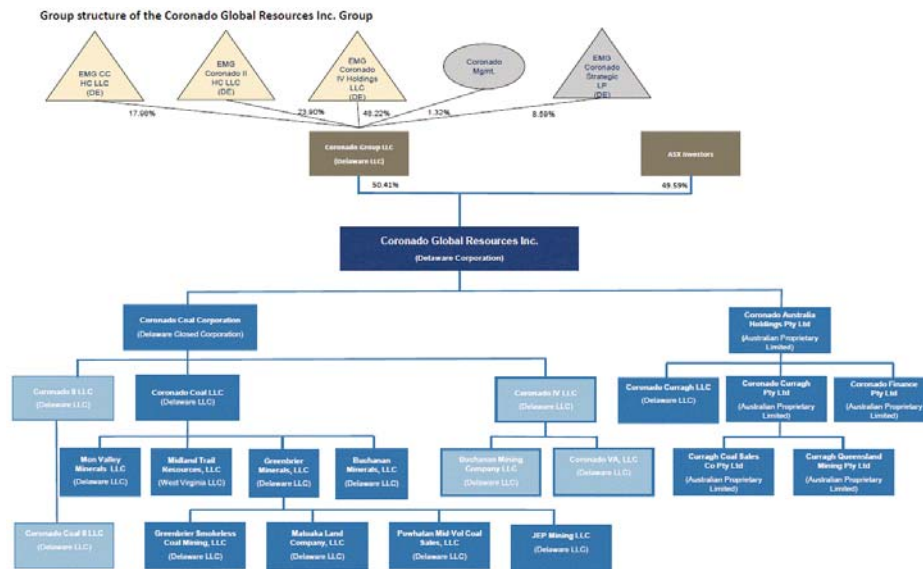 Group structure of the Coronado Global Resources Inc. Group
EMG CC
HC LLC
(DE)
EMG
Coronado II
HC LLC
(DE)
EMG
Coronado
IV Holdings
LLC
(DE)
Coronado
Mgmt.
EMG
Coronado
Strategic
LP
(DE)
17.98%
23.90%
48.22%
1.32%
8.59%
Coronado Group LLC
(Delaware LLC)
ASX Investors
50.41%
49.59%
Coronado Global Resources Inc.
(Delaware Corporation)
Coronado Coal Corporation
(Delaware Closed Corporation)
Coronado Australia
Holdings Pty Ltd
(Australian Proprietary
Limited)
Coronado II LLC
(Delaware LLC)
Coronado Coal LLC
(Delaware LLC)
Coronado IV LLC
(Delaware LLC)
Coronado Curragh LLC
(Delaware LLC)
Coronado Curragh
Pty Ltd
(Australian Proprietary
Limited)
Coronado Finance
Pty Ltd
(Australian Proprietary
Limited)
Mon Valley
Minerals LLC
(Delaware LLC)
Midland Trail
Resources, LLC
(West Virginia LLC)
Greenbrier
Minerals, LLC
(Delaware LLC)
Buchanan
Minerals, LLC
(Delaware LLC)
Buchanan Mining
Company LLC
(Delaware LLC)
Coronado VA, LLC
(Delaware LLC)
Curragh Coal Sales
Co Pty Ltd
(Australian Proprietary
Limited)
Curragh Queensland
Mining Pty Ltd
(Australian Proprietary
Limited)
Coronado Coal II LLC
(Delaware LLC)
Greenbrier Smokeless
Coal Mining, LLC
(Delaware LLC)
Matoaka Land
Company, LLC
(Delaware LLC)
Powhatan Mid-Vol Coal
Sales, LLC
(Delaware LLC)
JEP Mining LLC
(Delaware LLC)